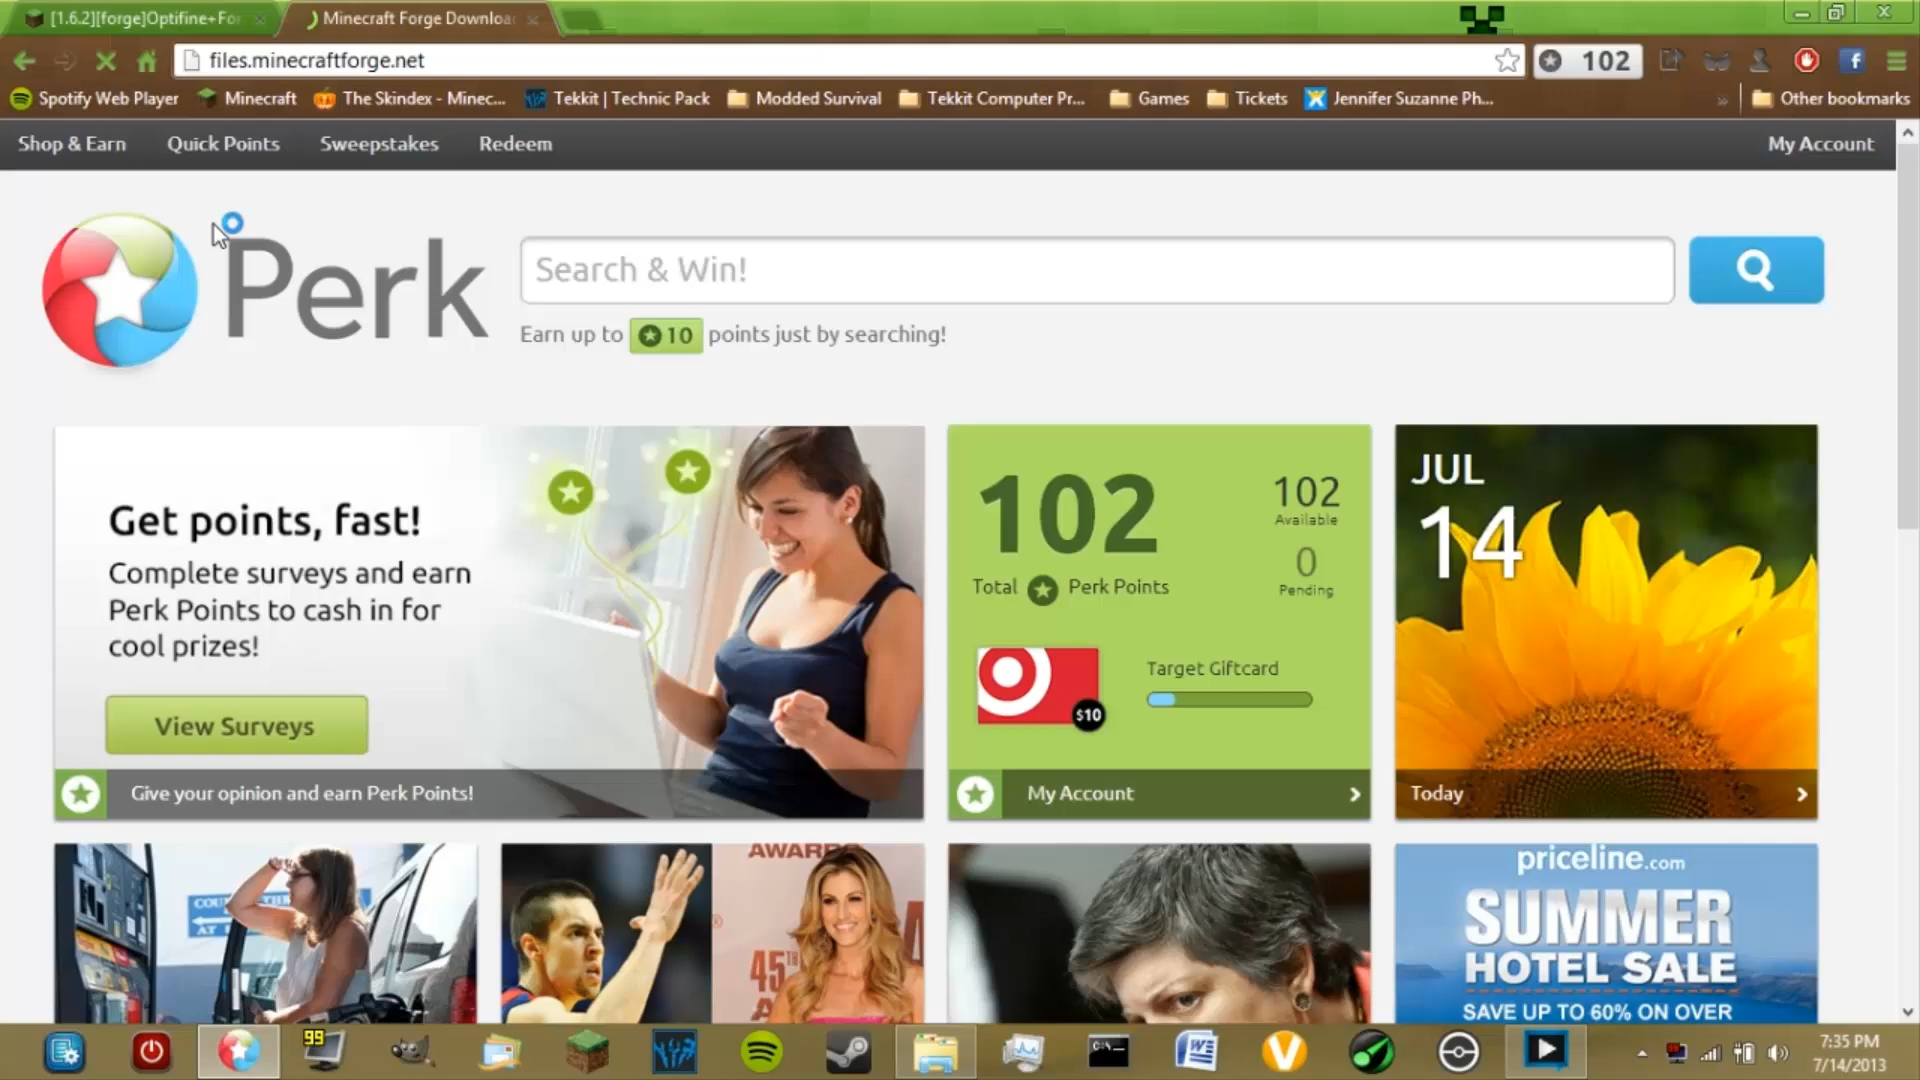 [1.6.2][forge]Optifine+Fo
Minecraft Forge Downloa
files.minecraftforge.net
102
Spotify Web Player
Minecraft
The Skindex - Minec...
Tekkit | Technic Pack
Modded Survival
Tekkit Computer Pr...
Games
Tickets
Jennifer Suzanne Ph...
»
Other bookmarks
Shop & Earn
Quick Points
Sweepstakes
Redeem
My Account
Perk
Search & Win!
Earn up to 10 points just by searching!
Get points, fast!
Complete surveys and earn
Perk Points to cash in for
cool prizes!
View Surveys
Give your opinion and earn Perk Points!
102
Total Perk Points
102
Available
0
Pending
Target Giftcard
$10
My Account
JUL
14
Today
AWAR
45TH
priceline.com
SUMMER
HOTEL SALE
SAVE UP TO 60% ON OVER
99
7:35 PM
7/14/2013